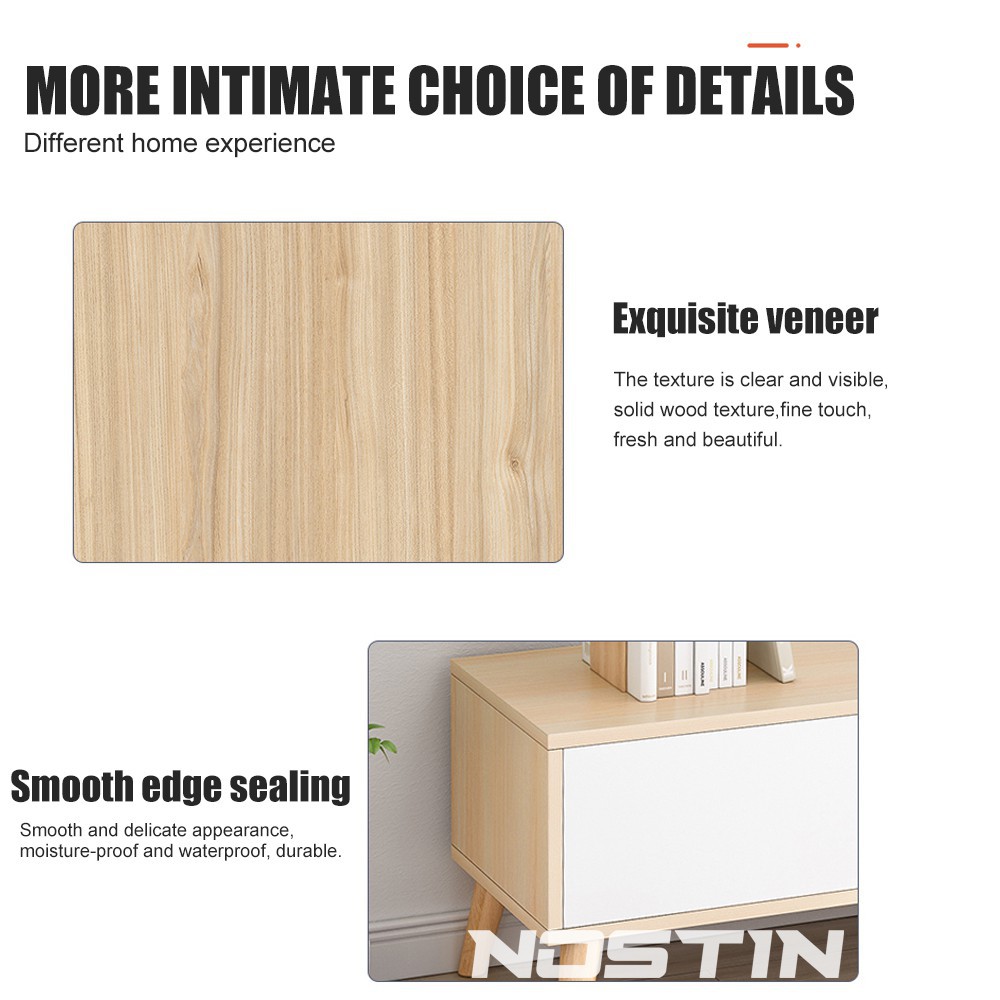 MORE INTIMATE CHOICE OF DETAILS
Different home experience
Exquisite veneer
The texture is clear and visible,
solid wood texture,fine touch,
fresh and beautiful.
Smooth edge sealing
Smooth and delicate appearance,
moisture-proof and waterproof, durable.
NOSTIN